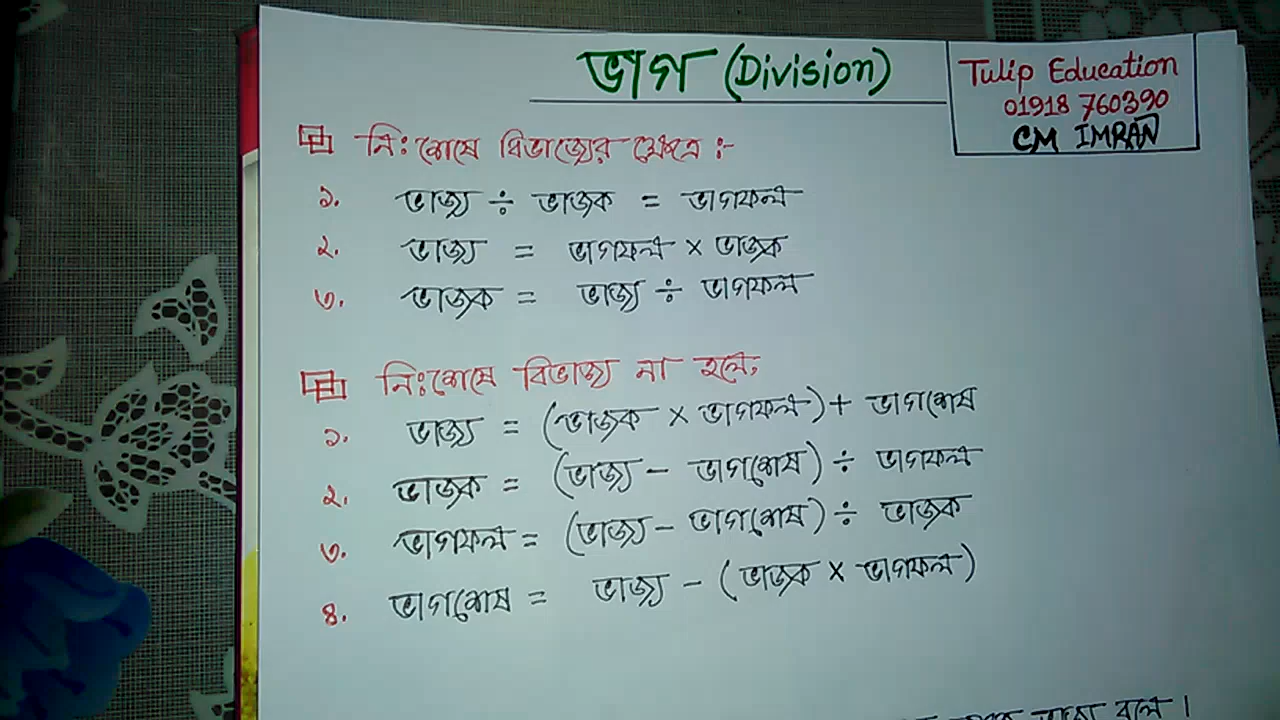 ভাগ (Division)
Tulip Education
01918 760390
CM IMRAN
নিঃশেষে বিভাজ্যের ক্ষেত্রে :-
১. ভাজ্য ÷ ভাজক = ভাগফল
২. ভাজ্য = ভাগফল × ভাজক
৩. ভাজক = ভাজ্য ÷ ভাগফল
নিঃশেষে বিভাজ্য না হলে,
১. ভাজ্য = (ভাজক × ভাগফল) + ভাগশেষ
২. ভাজক = (ভাজ্য - ভাগশেষ) ÷ ভাগফল
৩. ভাগফল = (ভাজ্য - ভাগশেষ) ÷ ভাজক
৪. ভাগশেষ = ভাজ্য - (ভাজক × ভাগফল)
বলে।